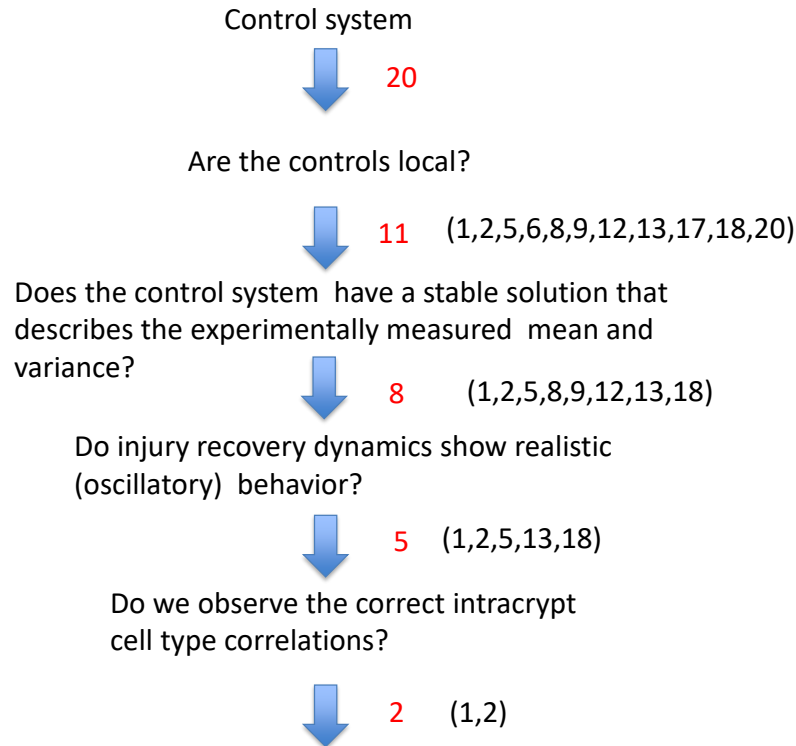 Control system
20
Are the controls local?
11 (1,2,5,6,8,9,12,13,17,18,20)
Does the control system have a stable solution that
describes the experimentally measured mean and
variance?
8 (1,2,5,8,9,12,13,18)
Do injury recovery dynamics show realistic
(oscillatory) behavior?
5 (1,2,5,13,18)
Do we observe the correct intracrypt
cell type correlations?
2 (1,2)